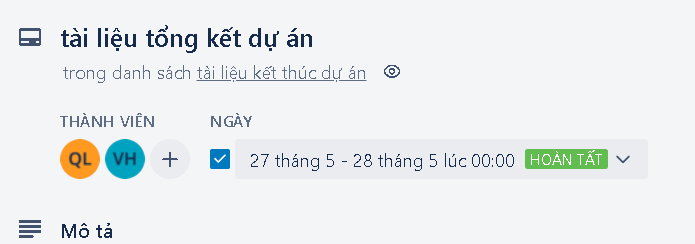 tài liệu tổng kết dự án
trong danh sách tài liệu kết thúc dự án
THÀNH VIÊN NGÀY
QL VH + 27 tháng 5 - 28 tháng 5 lúc 00:00 HOÀN TẤT
Mô tả